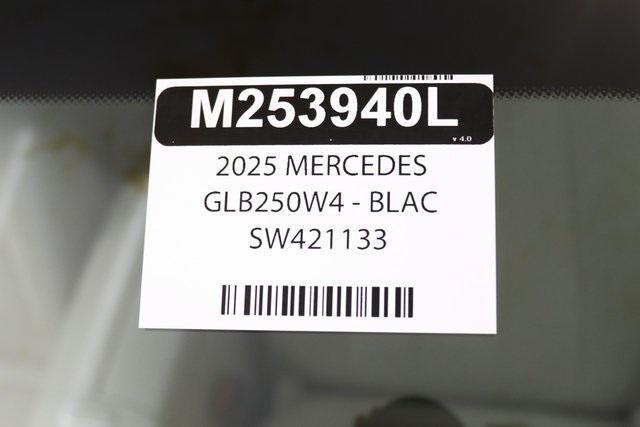 M253940L
v 4.0
2025 MERCEDES
GLB250W4 - BLAC
SW421133